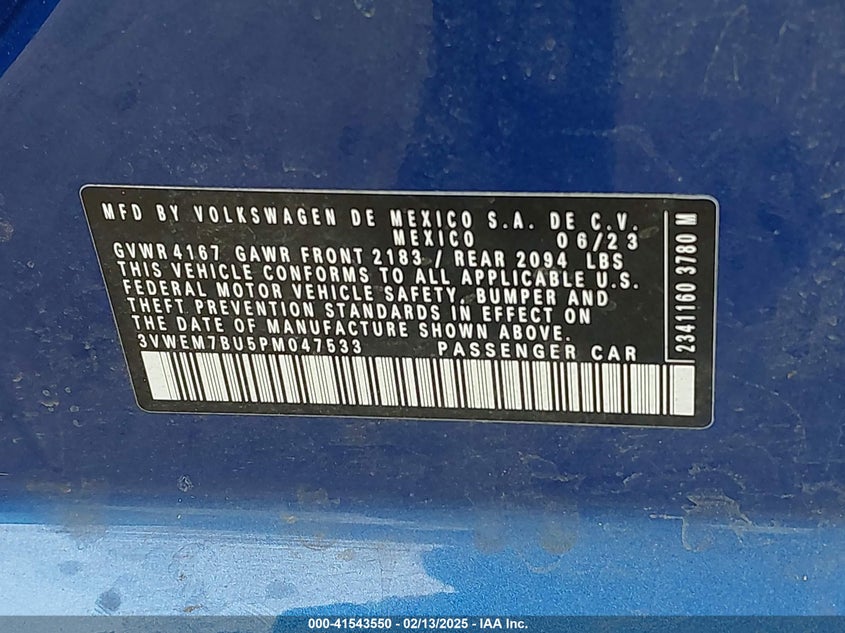 MFD BY VOLKSWAGEN DE MEXICO S.A. DE C.V.
MEXICO 06/23
GVWR 4167 GAWR FRONT 2183 / REAR 2094 LBS
THIS VEHICLE CONFORMS TO ALL APPLICABLE U.S.
FEDERAL MOTOR VEHICLE SAFETY, BUMPER AND
THEFT PREVENTION STANDARDS IN EFFECT ON
THE DATE OF MANUFACTURE SHOWN ABOVE.
3VWEM7BU5PM047533 PASSENGER CAR
2341160 3780 M
000-41543550 - 02/13/2025 - IAA Inc.